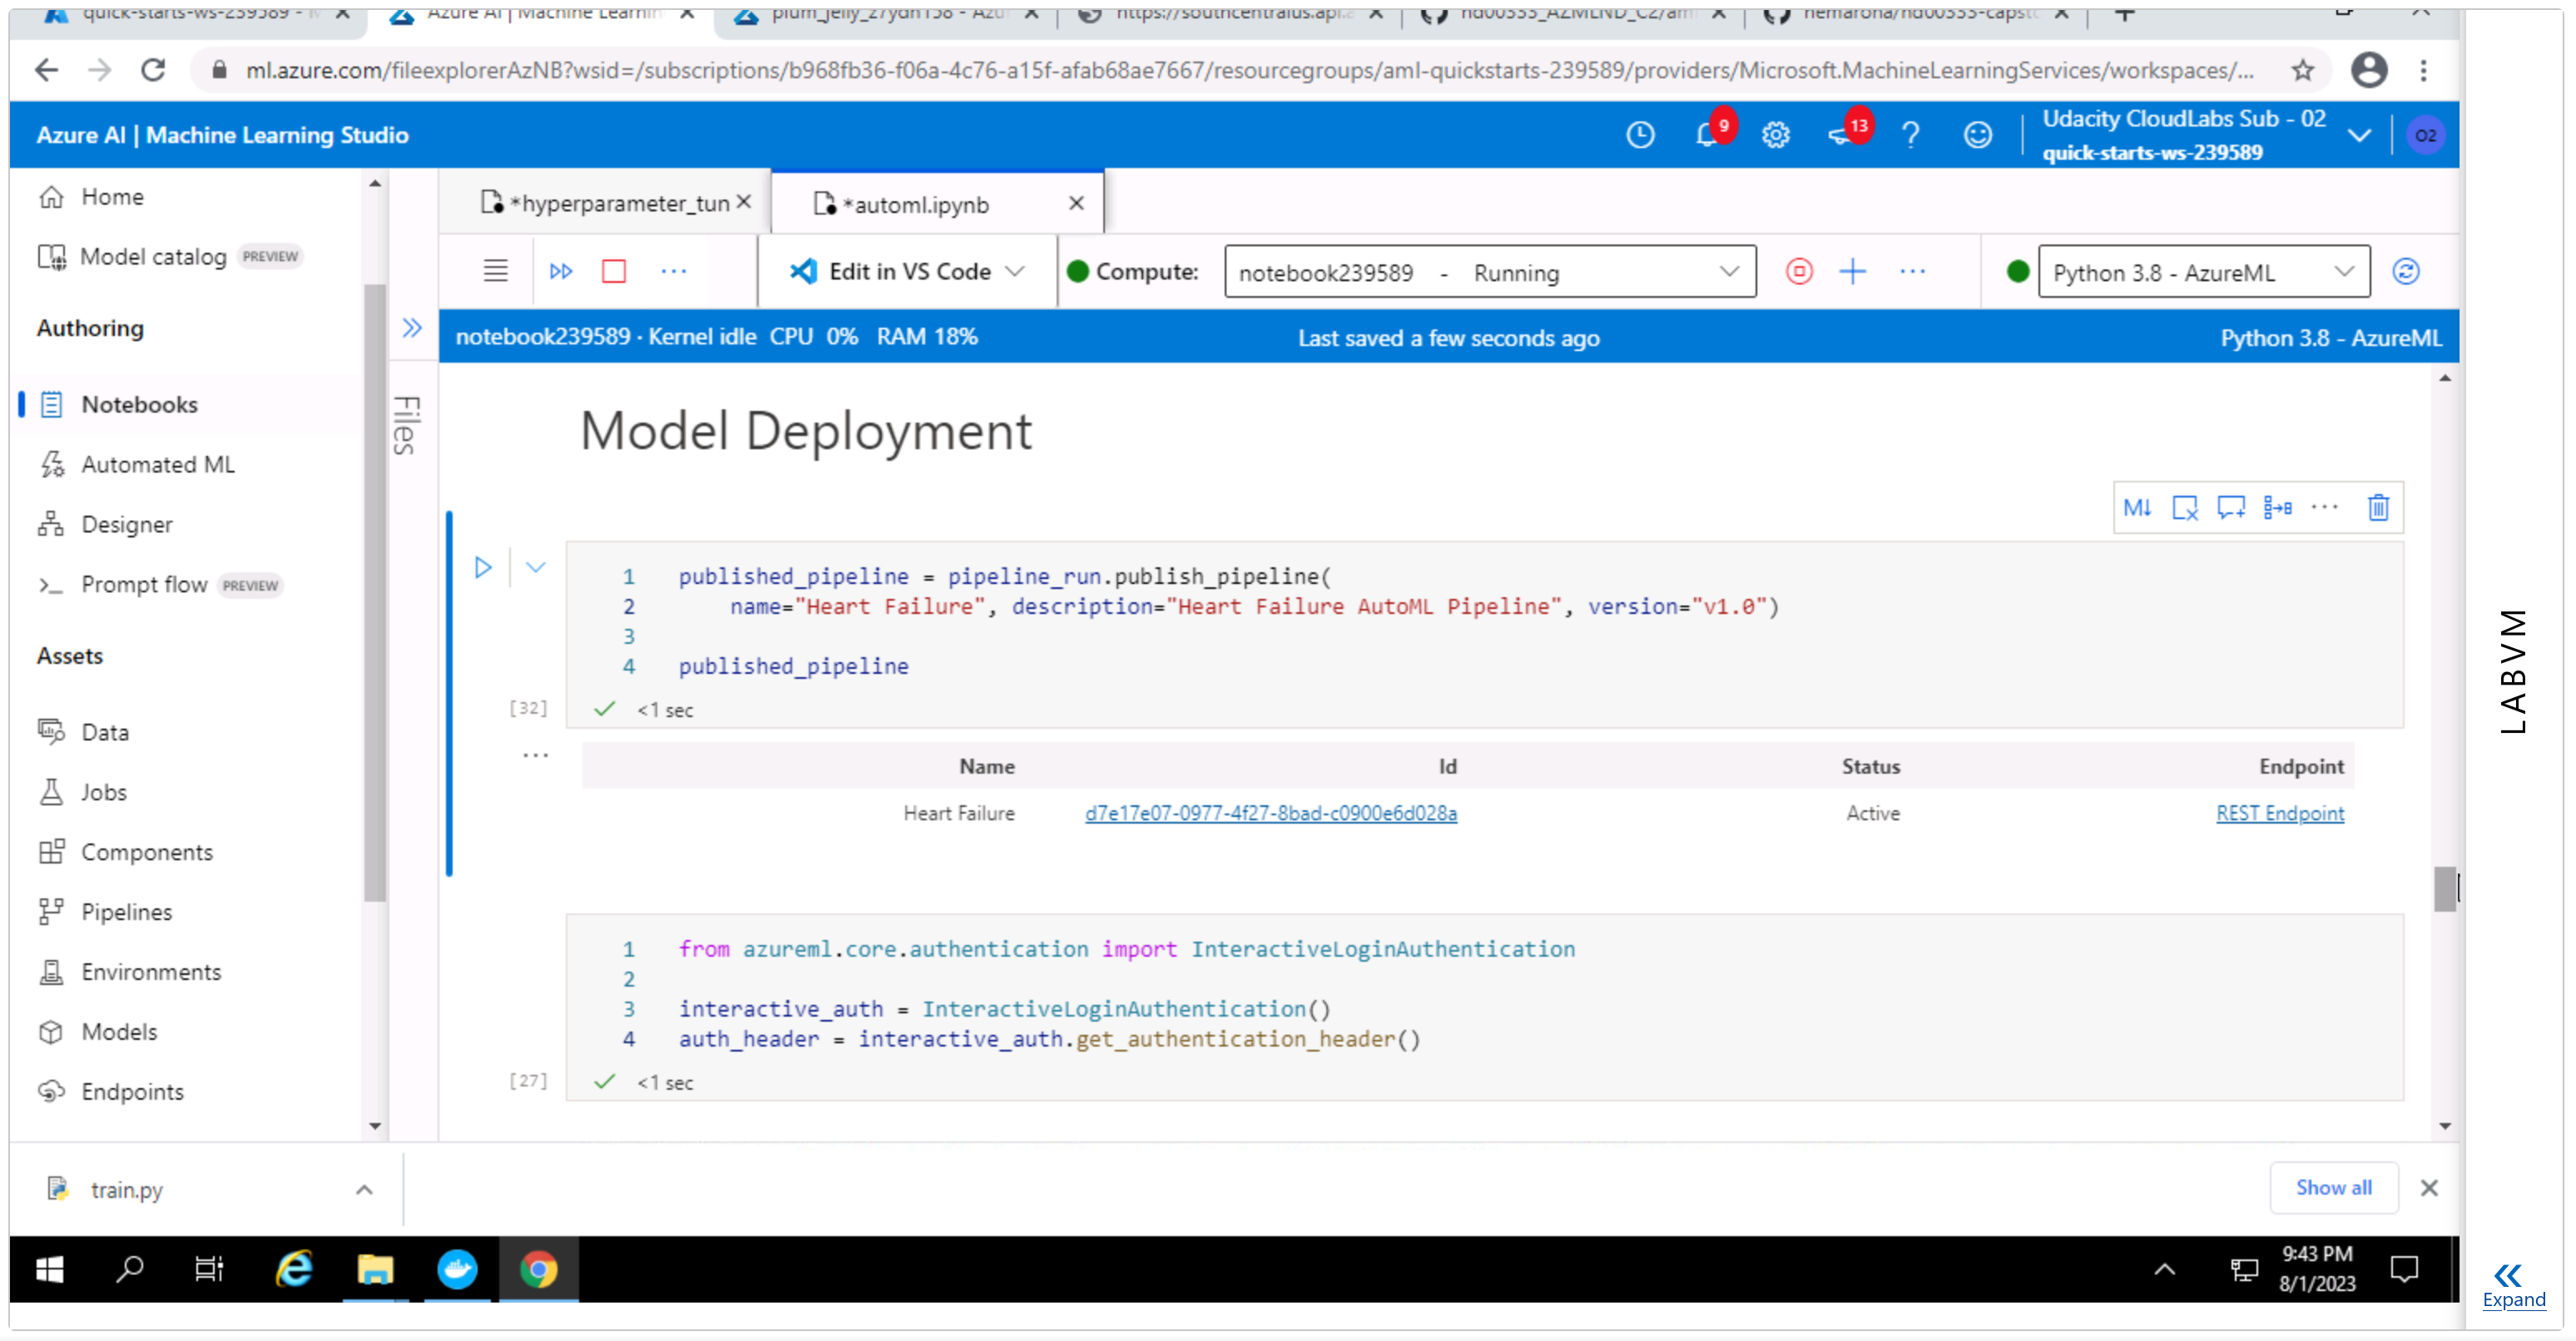 quick-starts-ws-239589 -
Azure AI | Machine Learnin
plum_jelly_z7ydh158 - Azu
https://southcentralus.api.a
nd00333_AZMLND_C2/aml
nemarona/nd00333-capst
ml.azure.com/fileexplorerAzNB?wsid=/subscriptions/b968fb36-f06a-4c76-a15f-afab68ae7667/resourcegroups/aml-quickstarts-239589/providers/Microsoft.MachineLearningServices/workspaces/...
Azure AI | Machine Learning Studio
9
13
Udacity CloudLabs Sub - 02
quick-starts-ws-239589
O2
Home
Model catalog PREVIEW
Authoring
Notebooks
Automated ML
Designer
Prompt flow PREVIEW
Assets
Data
Jobs
Components
Pipelines
Environments
Models
Endpoints
Files
*hyperparameter_tun
*automl.ipynb
Edit in VS Code
Compute:
notebook239589 - Running
Python 3.8 - AzureML
notebook239589 · Kernel idle CPU 0% RAM 18%
Last saved a few seconds ago
Python 3.8 - AzureML
Model Deployment
M↓
1 published_pipeline = pipeline_run.publish_pipeline(
2 name="Heart Failure", description="Heart Failure AutoML Pipeline", version="v1.0")
3
4 published_pipeline
[32] <1 sec
Name Id Status Endpoint
Heart Failure d7e17e07-0977-4f27-8bad-c0900e6d028a Active REST Endpoint
1 from azureml.core.authentication import InteractiveLoginAuthentication
2
3 interactive_auth = InteractiveLoginAuthentication()
4 auth_header = interactive_auth.get_authentication_header()
[27] <1 sec
train.py
Show all
9:43 PM
8/1/2023
LABVM
Expand